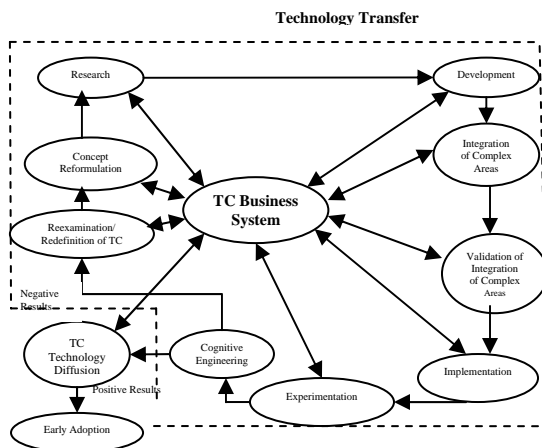 Technology Transfer
Research
Development
Concept
Reformulation
Integration
of Complex
Areas
TC Business
System
Reexamination/
Redefinition of TC
Validation of
Integration
of Complex
Areas
Negative
Results
TC
Technology
Diffusion
Cognitive
Engineering
Implementation
Experimentation
Positive Results
Early Adoption